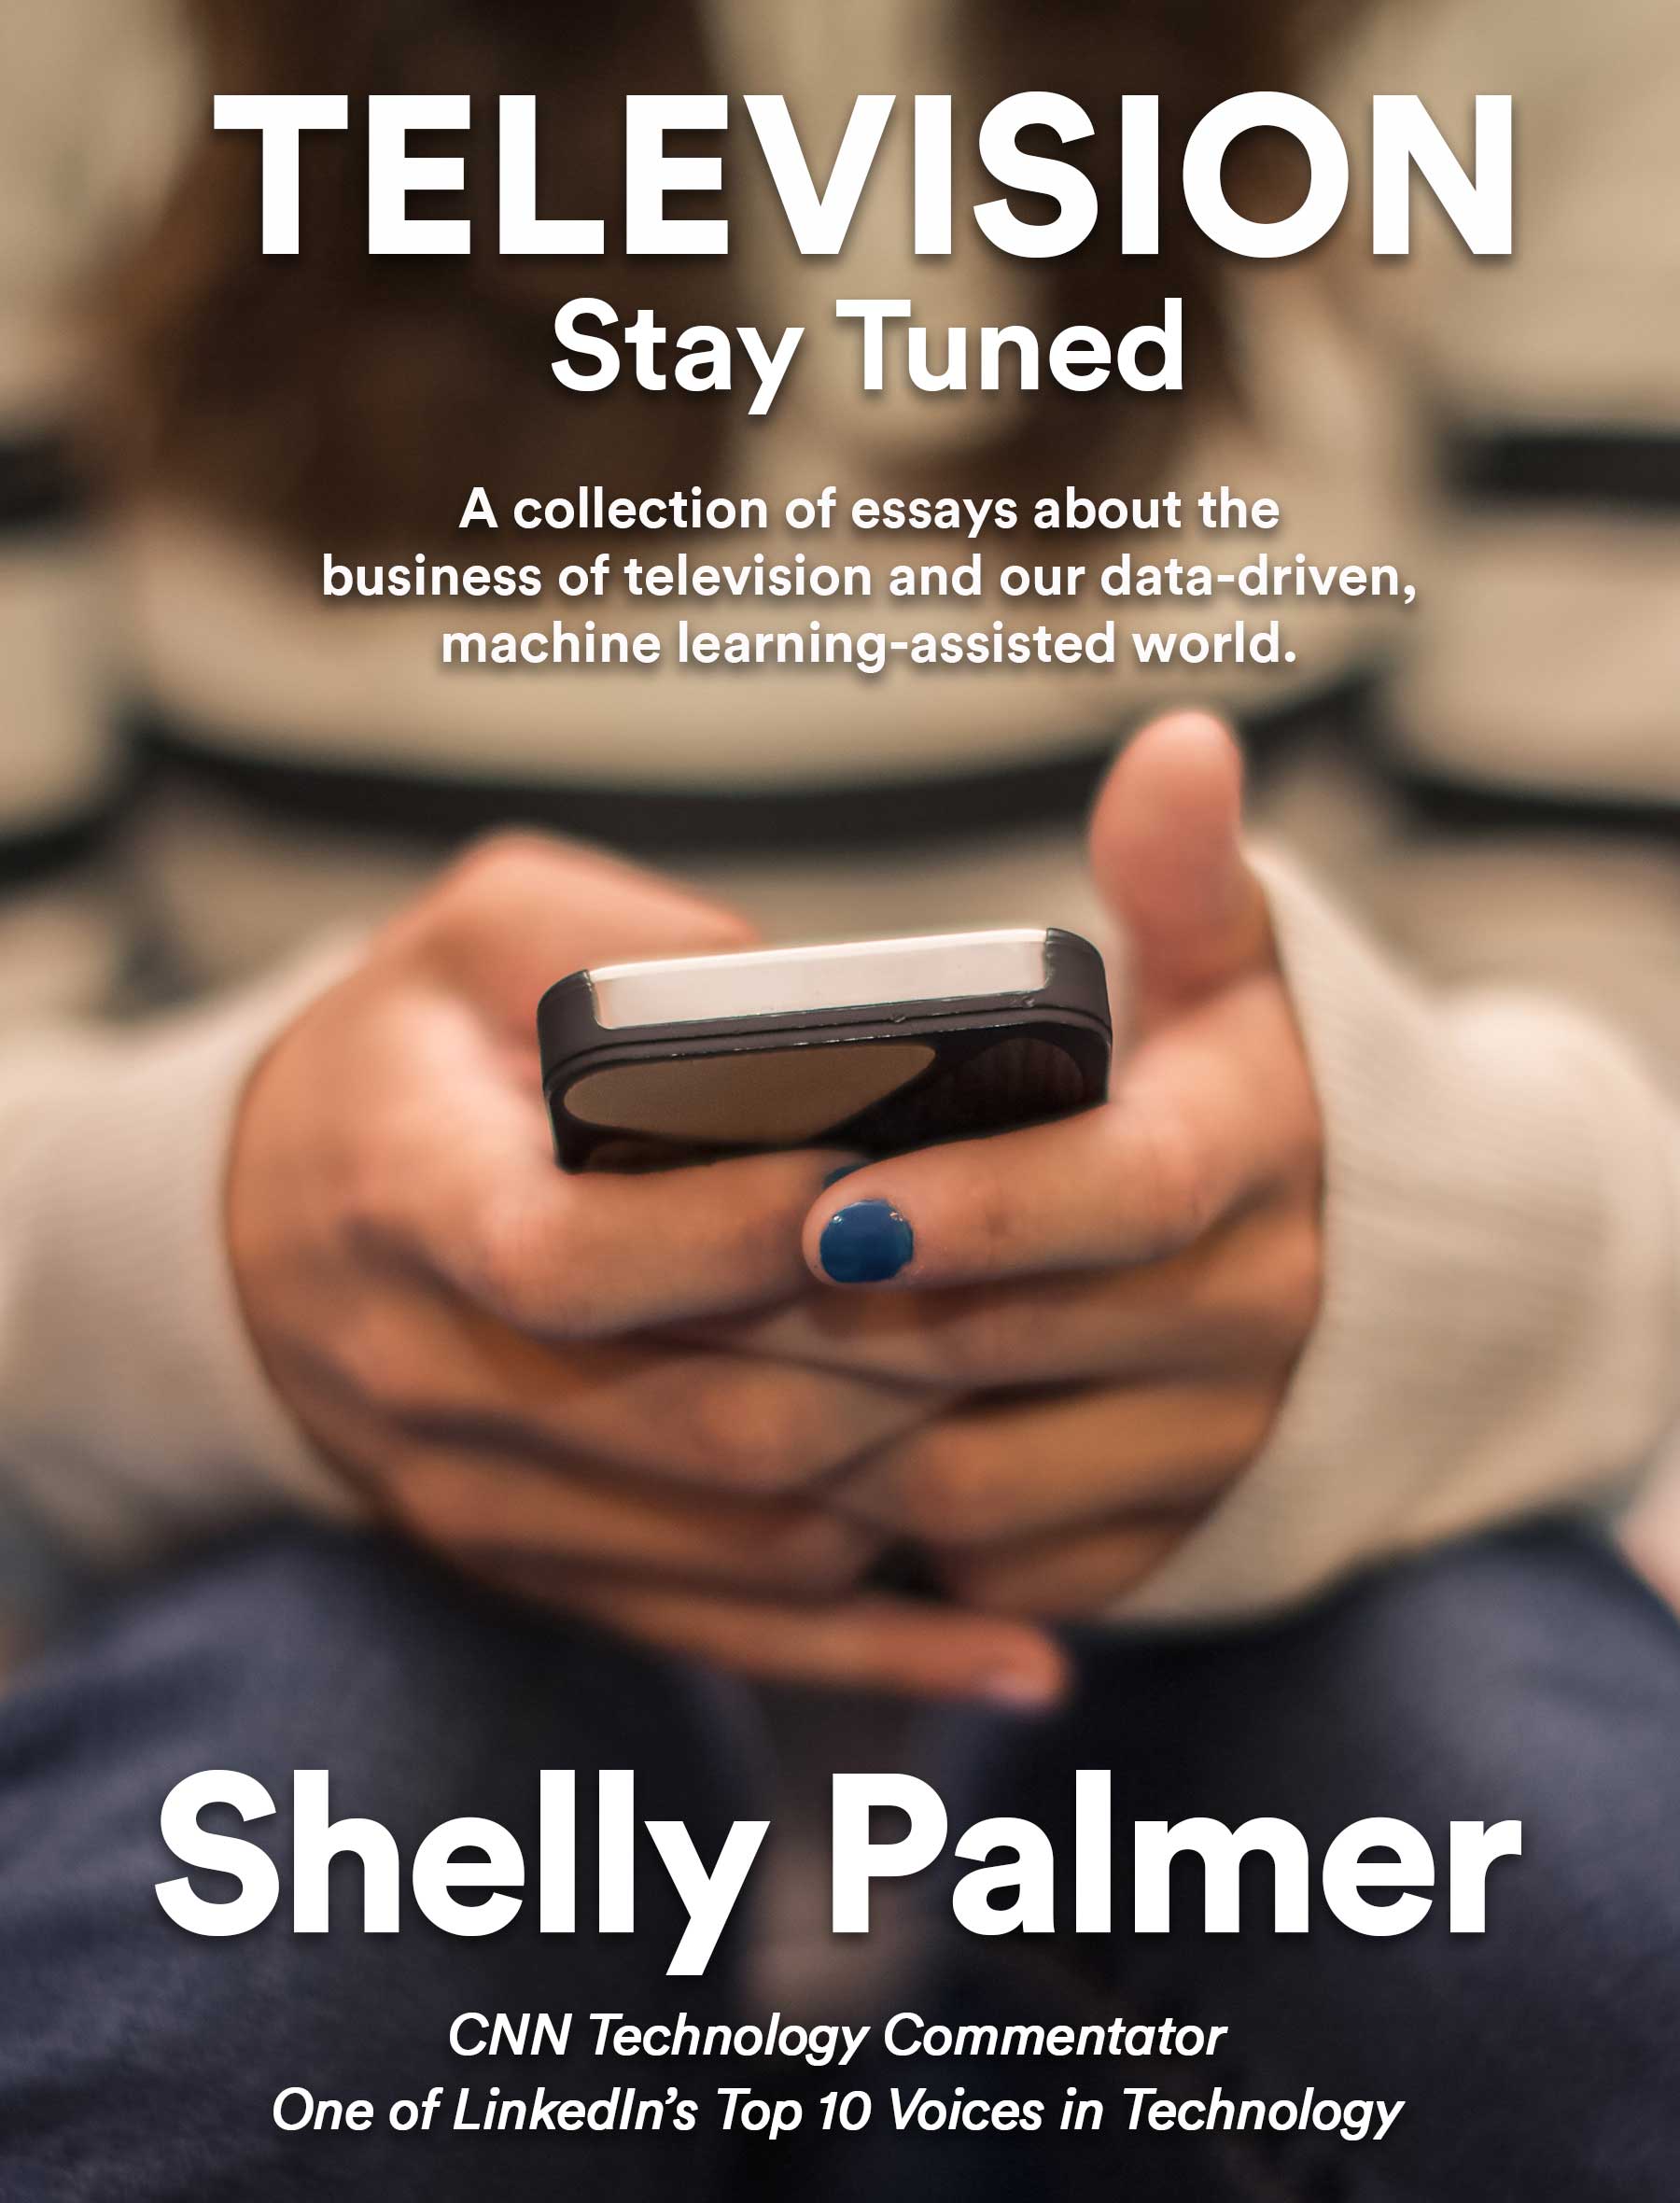 TELEVISION
Stay Tuned
A collection of essays about the
business of television and our data-driven,
machine learning-assisted world.
Shelly Palmer
CNN Technology Commentator
One of LinkedIn’s Top 10 Voices in Technology